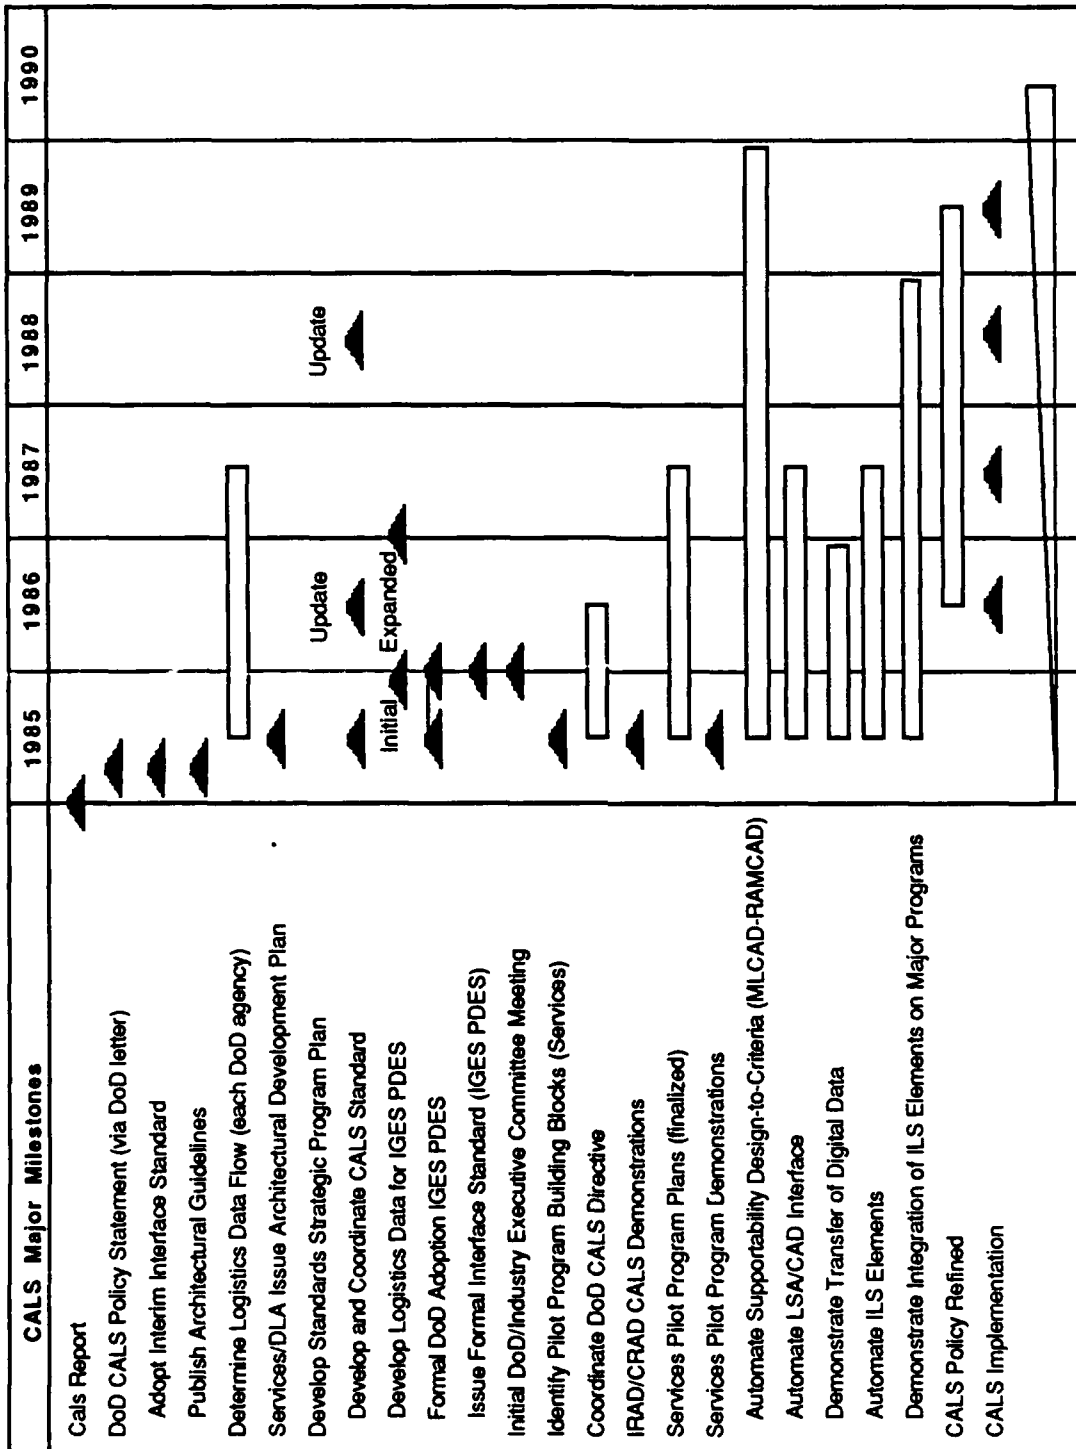 CALS Major Milestones
1985
1986
1987
1988
1989
1990
Cals Report
DoD CALS Policy Statement (via DoD letter)
Adopt Interim Interface Standard
Publish Architectural Guidelines
Determine Logistics Data Flow (each DoD agency)
Services/DLA Issue Architectural Development Plan
Develop Standards Strategic Program Plan
Update
Update
Develop and Coordinate CALS Standard
Develop Logistics Data for IGES PDES
Initial
Expanded
Formal DoD Adoption IGES PDES
Issue Formal Interface Standard (IGES PDES)
Initial DoD/Industry Executive Committee Meeting
Identify Pilot Program Building Blocks (Services)
Coordinate DoD CALS Directive
IRAD/CRAD CALS Demonstrations
Services Pilot Program Plans (finalized)
Services Pilot Program Demonstrations
Automate Supportability Design-to-Criteria (MLCAD-RAMCAD)
Automate LSA/CAD Interface
Demonstrate Transfer of Digital Data
Automate ILS Elements
Demonstrate Integration of ILS Elements on Major Programs
CALS Policy Refined
CALS Implementation